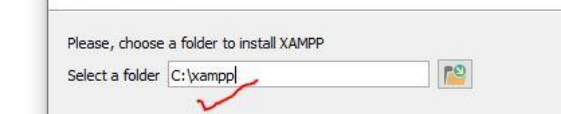 Please, choose a folder to install XAMPP
Select a folder C:\xampp